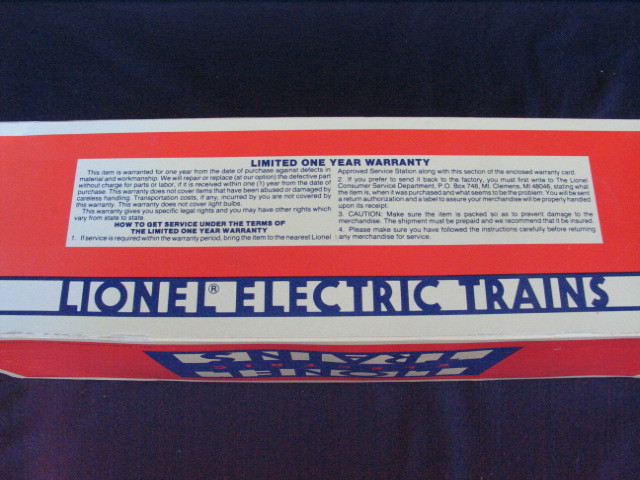 LIMITED ONE YEAR WARRANTY
This item is warranted for one year from the date of purchase against defects in
material and workmanship. We will repair or replace (at our option) the defective part
without charge for parts or labor, if it is received within one (1) year from the date of
purchase. This warranty does not cover items that have been abused or damaged by
careless handling. Transportation costs, if any, incurred by you are not covered by
this warranty. This warranty does not cover light bulbs.
This warranty gives you specific legal rights and you may have other rights which
vary from state to state.
HOW TO GET SERVICE UNDER THE TERMS OF
THE LIMITED ONE YEAR WARRANTY
1. If service is required within the warranty period, bring the item to the nearest Lionel
Approved Service Station along with this section of the enclosed warranty card.
2. If you prefer to send it back to the factory, you must first write to The Lionel
Consumer Service Department, P.O. Box 748, Mt. Clemens, MI 48046, stating what
the item is, when it was purchased and what seems to be the problem. You will be sent
a return authorization and a label to assure your merchandise will be properly handled
upon its receipt.
3. CAUTION: Make sure the item is packed so as to prevent damage to the
merchandise. The shipment must be prepaid and we recommend that it be insured.
4. Please make sure you have followed the instructions carefully before returning
any merchandise for service.
LIONEL® ELECTRIC TRAINS
LIONEL
ELECTRIC
TRAINS